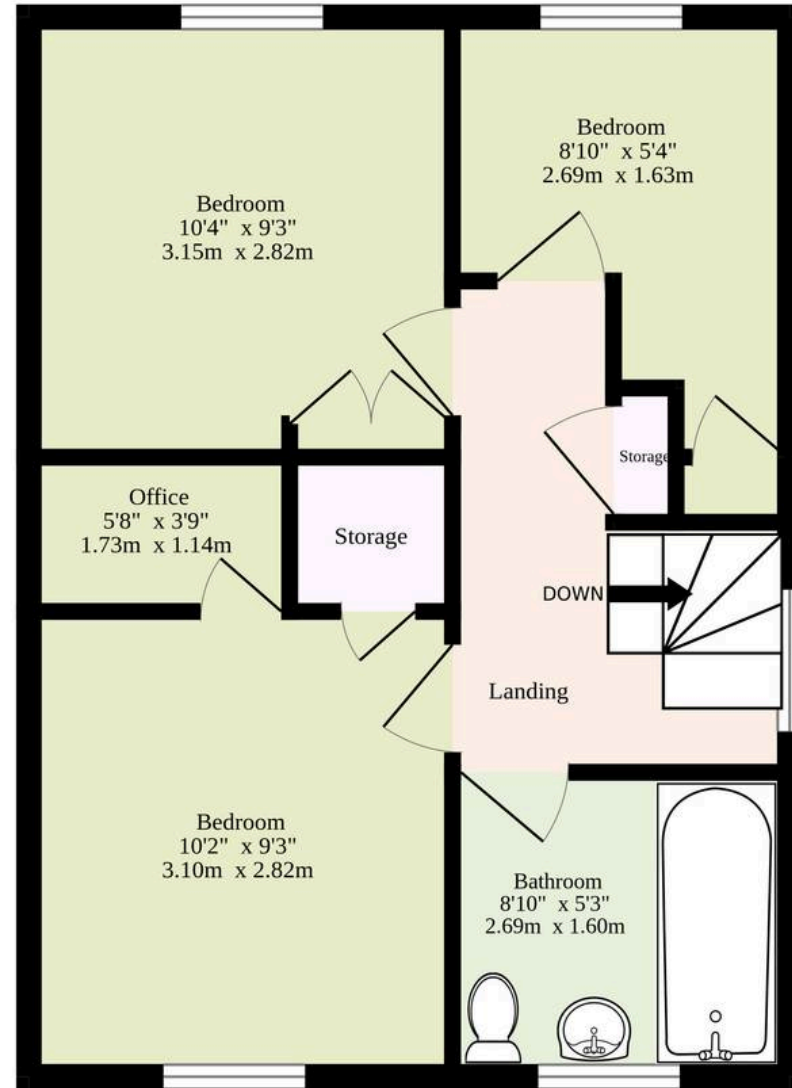 Bedroom
8'10" x 5'4"
2.69m x 1.63m
Bedroom
10'4" x 9'3"
3.15m x 2.82m
Storage
Office
5'8" x 3'9"
1.73m x 1.14m
Storage
DOWN
Landing
Bedroom
10'2" x 9'3"
3.10m x 2.82m
Bathroom
8'10" x 5'3"
2.69m x 1.60m